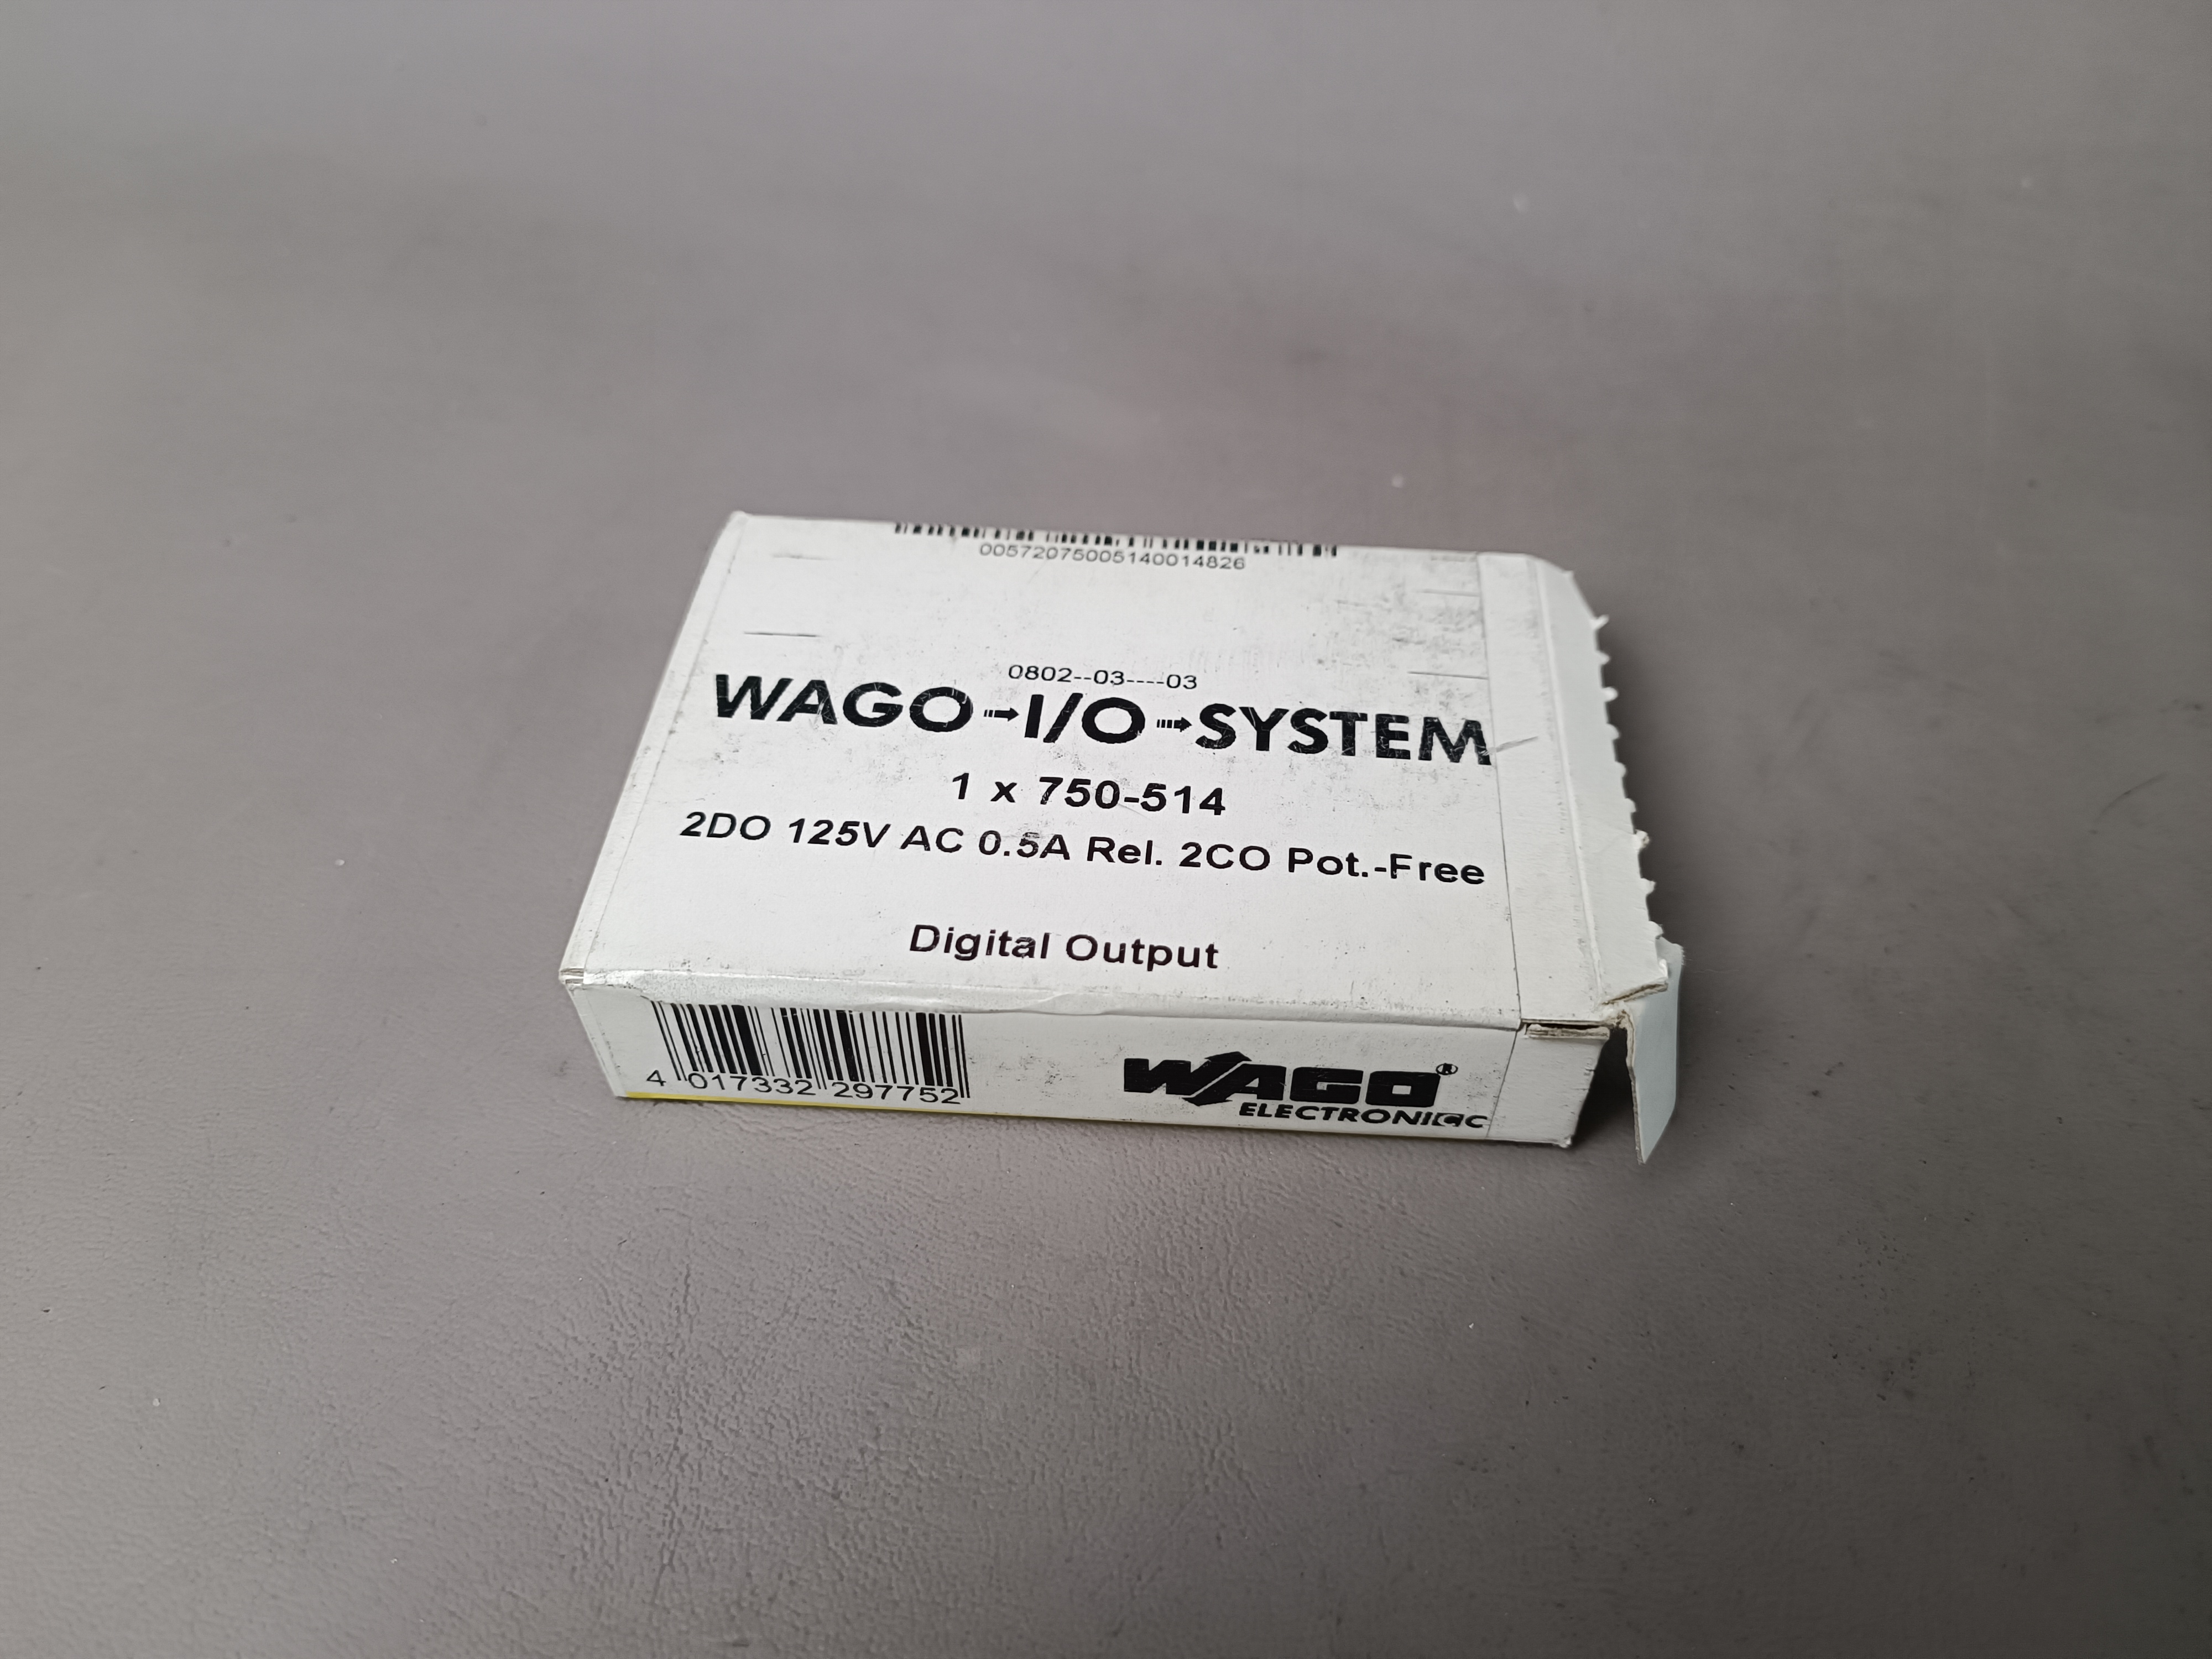 00572075005140014826
0802--03----03
WAGO I/O SYSTEM
1 x 750-514
2DO 125V AC 0.5A Rel. 2CO Pot.-Free
Digital Output
4 017332 297752
WAGO®
ELECTRONICC